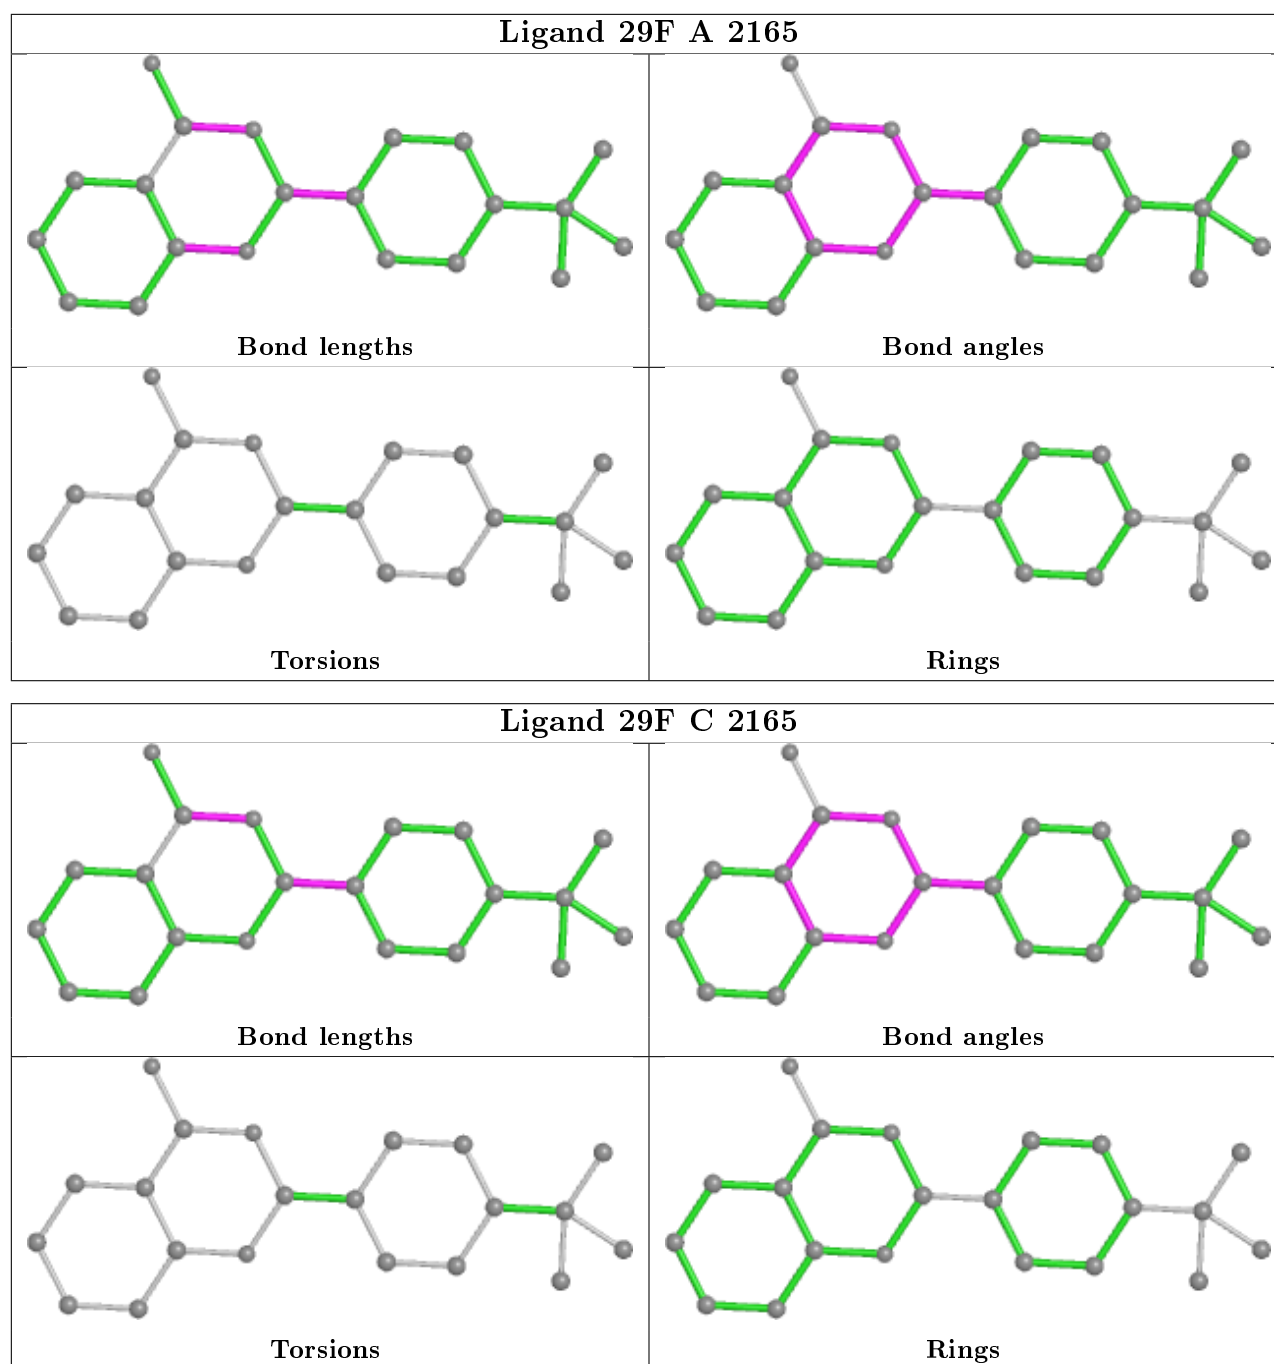 Ligand 29F A 2165
Bond lengths
Bond angles
Torsions
Rings
Ligand 29F C 2165
Bond lengths
Bond angles
Torsions
Rings